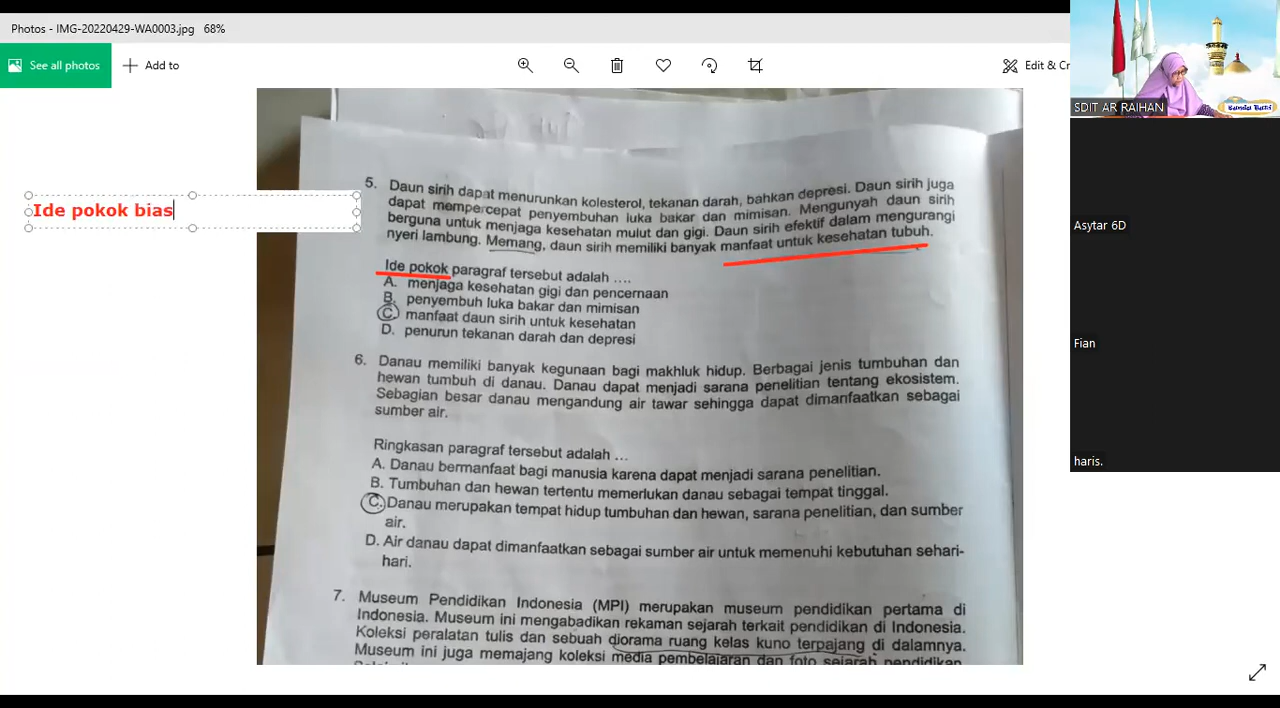 Photos - IMG-20220429-WA0003.jpg 68%
See all photos
Add to
Edit & Cr
SDIT AR RAIHAN
Asytar 6D
Fian
haris.
Ide pokok bias
5. Daun sirih dapat menurunkan kolesterol, tekanan darah, bahkan depresi. Daun sirih juga
dapat mempercepat penyembuhan luka bakar dan mimisan. Mengunyah daun sirih
berguna untuk menjaga kesehatan mulut dan gigi. Daun sirih efektif dalam mengurangi
nyeri lambung. Memang, daun sirih memiliki banyak manfaat untuk kesehatan tubuh.
Ide pokok paragraf tersebut adalah ....
A. menjaga kesehatan gigi dan pencernaan
B. penyembuh luka bakar dan mimisan
C. manfaat daun sirih untuk kesehatan
D. penurun tekanan darah dan depresi
6. Danau memiliki banyak kegunaan bagi makhluk hidup. Berbagai jenis tumbuhan dan
hewan tumbuh di danau. Danau dapat menjadi sarana penelitian tentang ekosistem.
Sebagian besar danau mengandung air tawar sehingga dapat dimanfaatkan sebagai
sumber air.
Ringkasan paragraf tersebut adalah ...
A. Danau bermanfaat bagi manusia karena dapat menjadi sarana penelitian.
B. Tumbuhan dan hewan tertentu memerlukan danau sebagai tempat tinggal.
C. Danau merupakan tempat hidup tumbuhan dan hewan, sarana penelitian, dan sumber
air.
D. Air danau dapat dimanfaatkan sebagai sumber air untuk memenuhi kebutuhan sehari-
hari.
7. Museum Pendidikan Indonesia (MPI) merupakan museum pendidikan pertama di
Indonesia. Museum ini mengabadikan rekaman sejarah terkait pendidikan di Indonesia.
Koleksi peralatan tulis dan sebuah diorama ruang kelas kuno terpajang di dalamnya.
Museum ini juga memajang koleksi media pembelajaran dan foto sejarah pendidikan